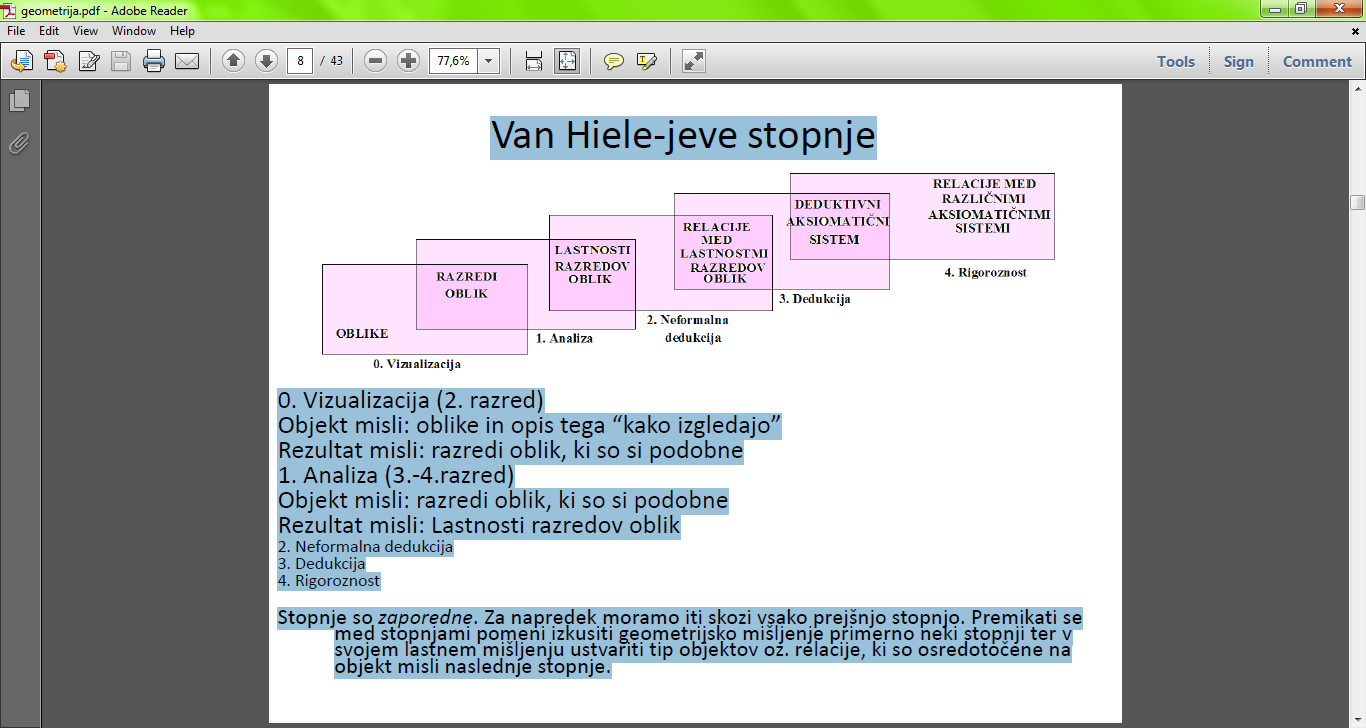 geometrija.pdf - Adobe Reader
File Edit View Window Help
8 / 43 77,6% Tools Sign Comment
Van Hiele-jeve stopnje
RELACIJE MED
RAZLIČNIMI
AKSIOMATIČNIMI
SISTEMI
4. Rigoroznost
DEDUKTIVNI
AKSIOMATIČNI
SISTEM
3. Dedukcija
RELACIJE
MED
LASTNOSTMI
RAZREDOV
OBLIK
2. Neformalna
dedukcija
LASTNOSTI
RAZREDOV
OBLIK
1. Analiza
RAZREDI
OBLIK
OBLIKE
0. Vizualizacija
0. Vizualizacija (2. razred)
Objekt misli: oblike in opis tega “kako izgledajo”
Rezultat misli: razredi oblik, ki so si podobne
1. Analiza (3.-4.razred)
Objekt misli: razredi oblik, ki so si podobne
Rezultat misli: Lastnosti razredov oblik
2. Neformalna dedukcija
3. Dedukcija
4. Rigoroznost
Stopnje so zaporedne. Za napredek moramo iti skozi vsako prejšnjo stopnjo. Premikati se
med stopnjami pomeni izkusiti geometrijsko mišljenje primerno neki stopnji ter v
svojem lastnem mišljenju ustvariti tip objektov oz. relacije, ki so osredotočene na
objekt misli naslednje stopnje.